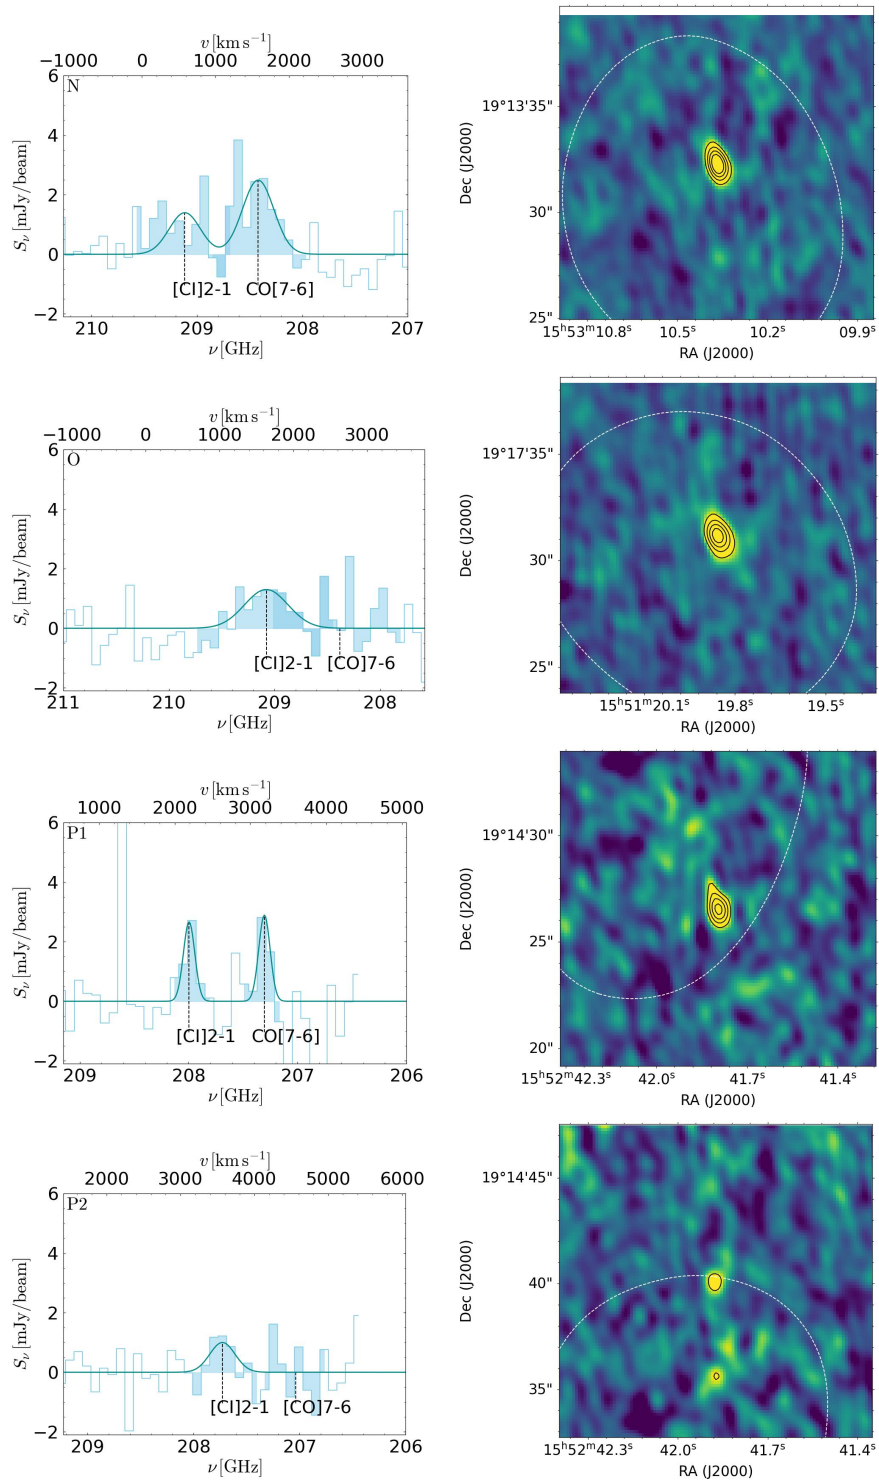 v [km s⁻¹]
−1000 0 1000 2000 3000
N
6
4
2
0
−2
Sν [mJy/beam]
[CI]2-1 CO[7-6]
210 209 208 207
ν [GHz]
19°13'35"
30"
25"
Dec (J2000)
15ʰ53ᵐ10.8ˢ 10.5ˢ 10.2ˢ 09.9ˢ
RA (J2000)
v [km s⁻¹]
−1000 0 1000 2000 3000
O
6
4
2
0
−2
Sν [mJy/beam]
[CI]2-1 [CO]7-6
211 210 209 208
ν [GHz]
19°17'35"
30"
25"
Dec (J2000)
15ʰ51ᵐ20.1ˢ 19.8ˢ 19.5ˢ
RA (J2000)
v [km s⁻¹]
1000 2000 3000 4000 5000
P1
6
4
2
0
−2
Sν [mJy/beam]
[CI]2-1 CO[7-6]
209 208 207 206
ν [GHz]
19°14'30"
25"
20"
Dec (J2000)
15ʰ52ᵐ42.3ˢ 42.0ˢ 41.7ˢ 41.4ˢ
RA (J2000)
v [km s⁻¹]
2000 3000 4000 5000 6000
P2
6
4
2
0
−2
Sν [mJy/beam]
[CI]2-1 [CO]7-6
209 208 207 206
ν [GHz]
19°14'45"
40"
35"
Dec (J2000)
15ʰ52ᵐ42.3ˢ 42.0ˢ 41.7ˢ 41.4ˢ
RA (J2000)